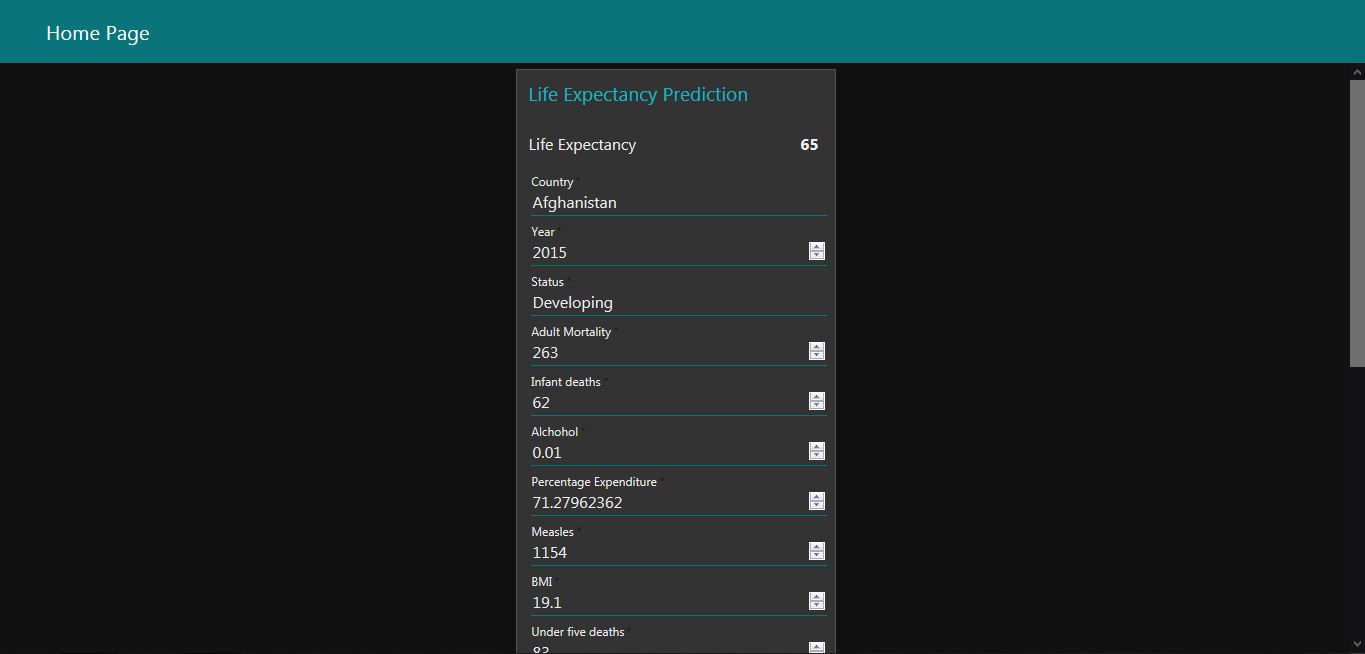 Home Page
Life Expectancy Prediction
Life Expectancy 65
Country *
Afghanistan
Year *
2015
Status *
Developing
Adult Mortality *
263
Infant deaths *
62
Alchohol *
0.01
Percentage Expenditure *
71.27962362
Measles *
1154
BMI *
19.1
Under five deaths *
83